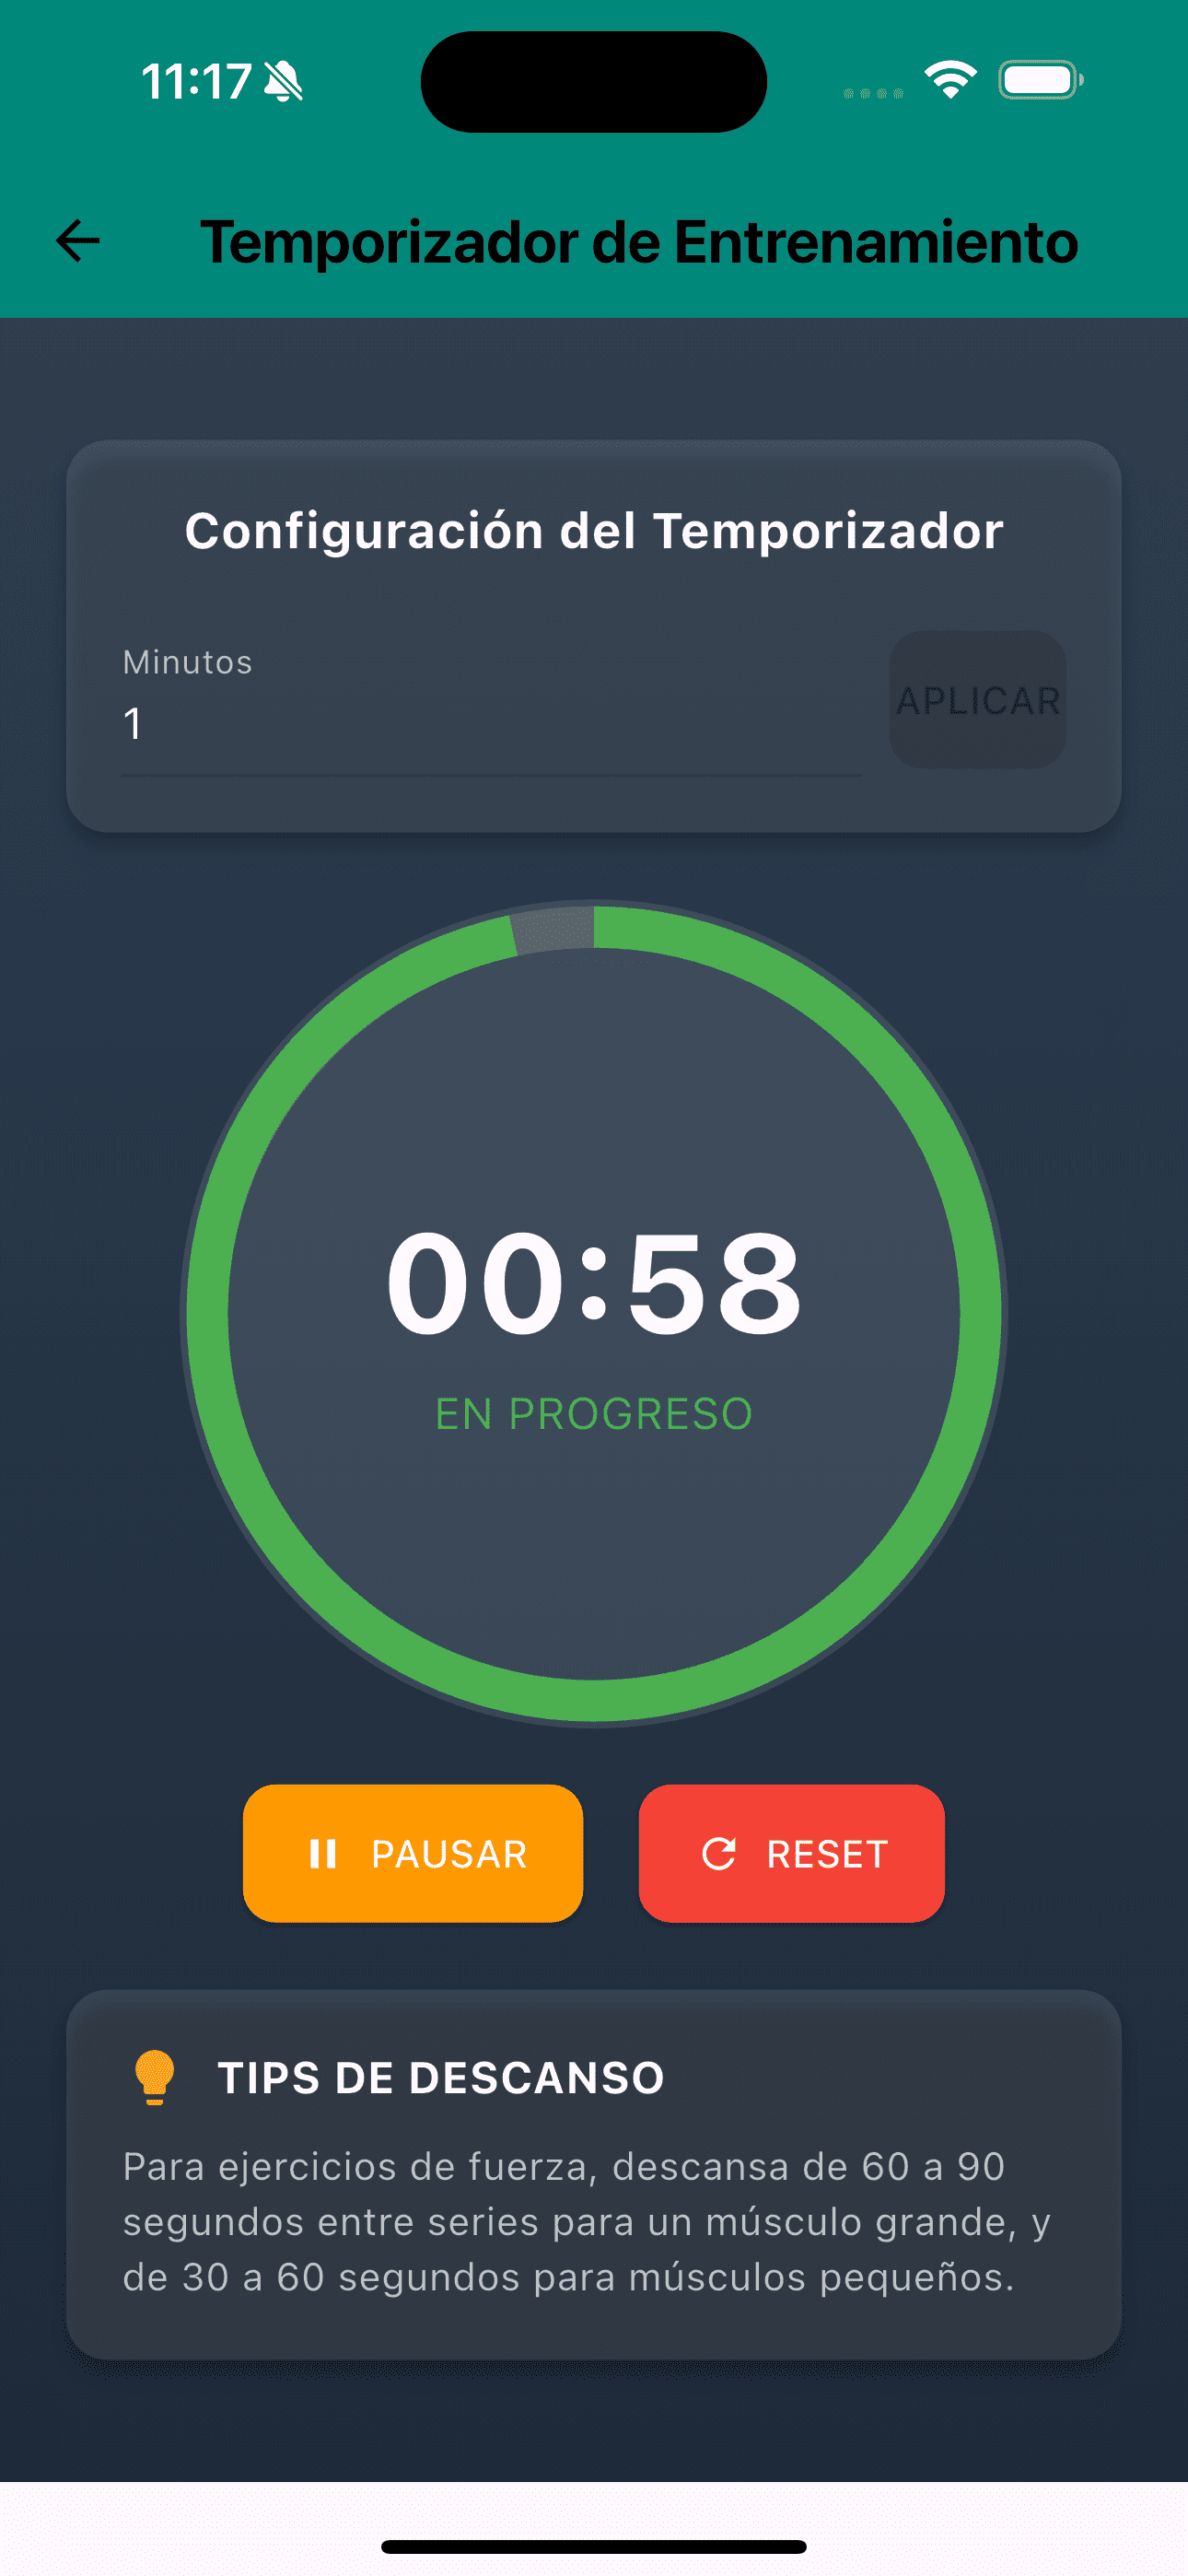 11:17
Temporizador de Entrenamiento
Configuración del Temporizador
Minutos
1
APLICAR
00:58
EN PROGRESO
PAUSAR
RESET
TIPS DE DESCANSO
Para ejercicios de fuerza, descansa de 60 a 90
segundos entre series para un músculo grande, y
de 30 a 60 segundos para músculos pequeños.